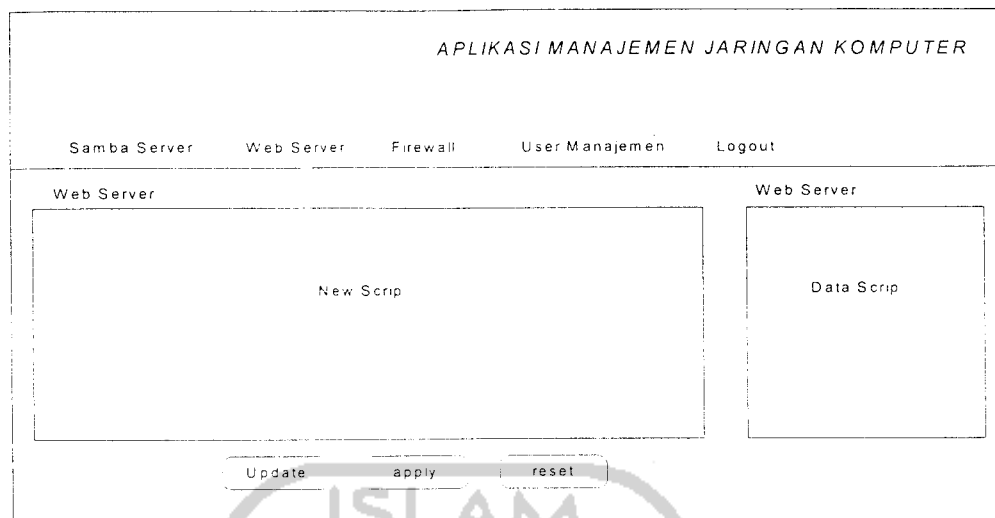 APLIKASI MANAJEMEN JARINGAN KOMPUTER
Samba Server Web Server Firewall User Manajemen Logout
Web Server Web Server
New Scrip Data Scrip
Update apply reset
ISLAM